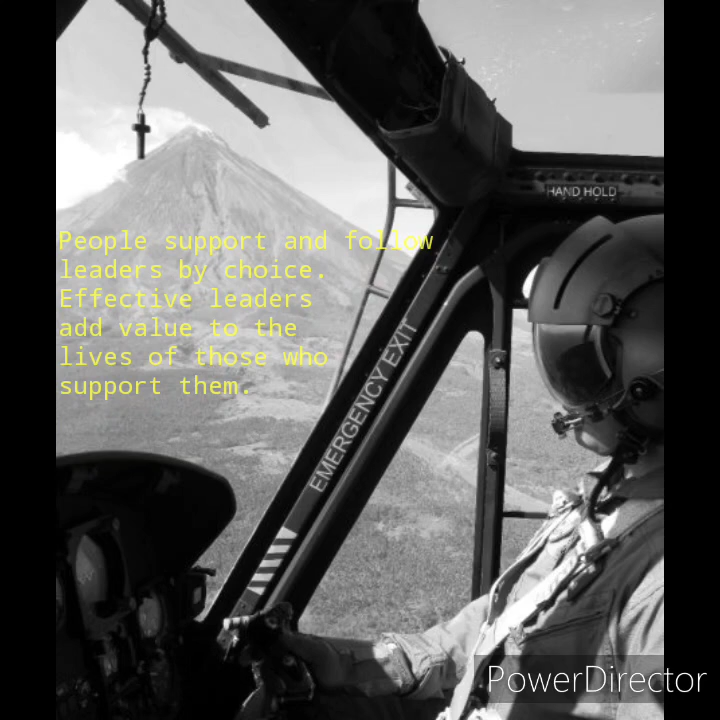 HAND HOLD
People support and follow
leaders by choice.
Effective leaders
add value to the
lives of those who
support them.
EMERGENCY EXIT
PowerDirector